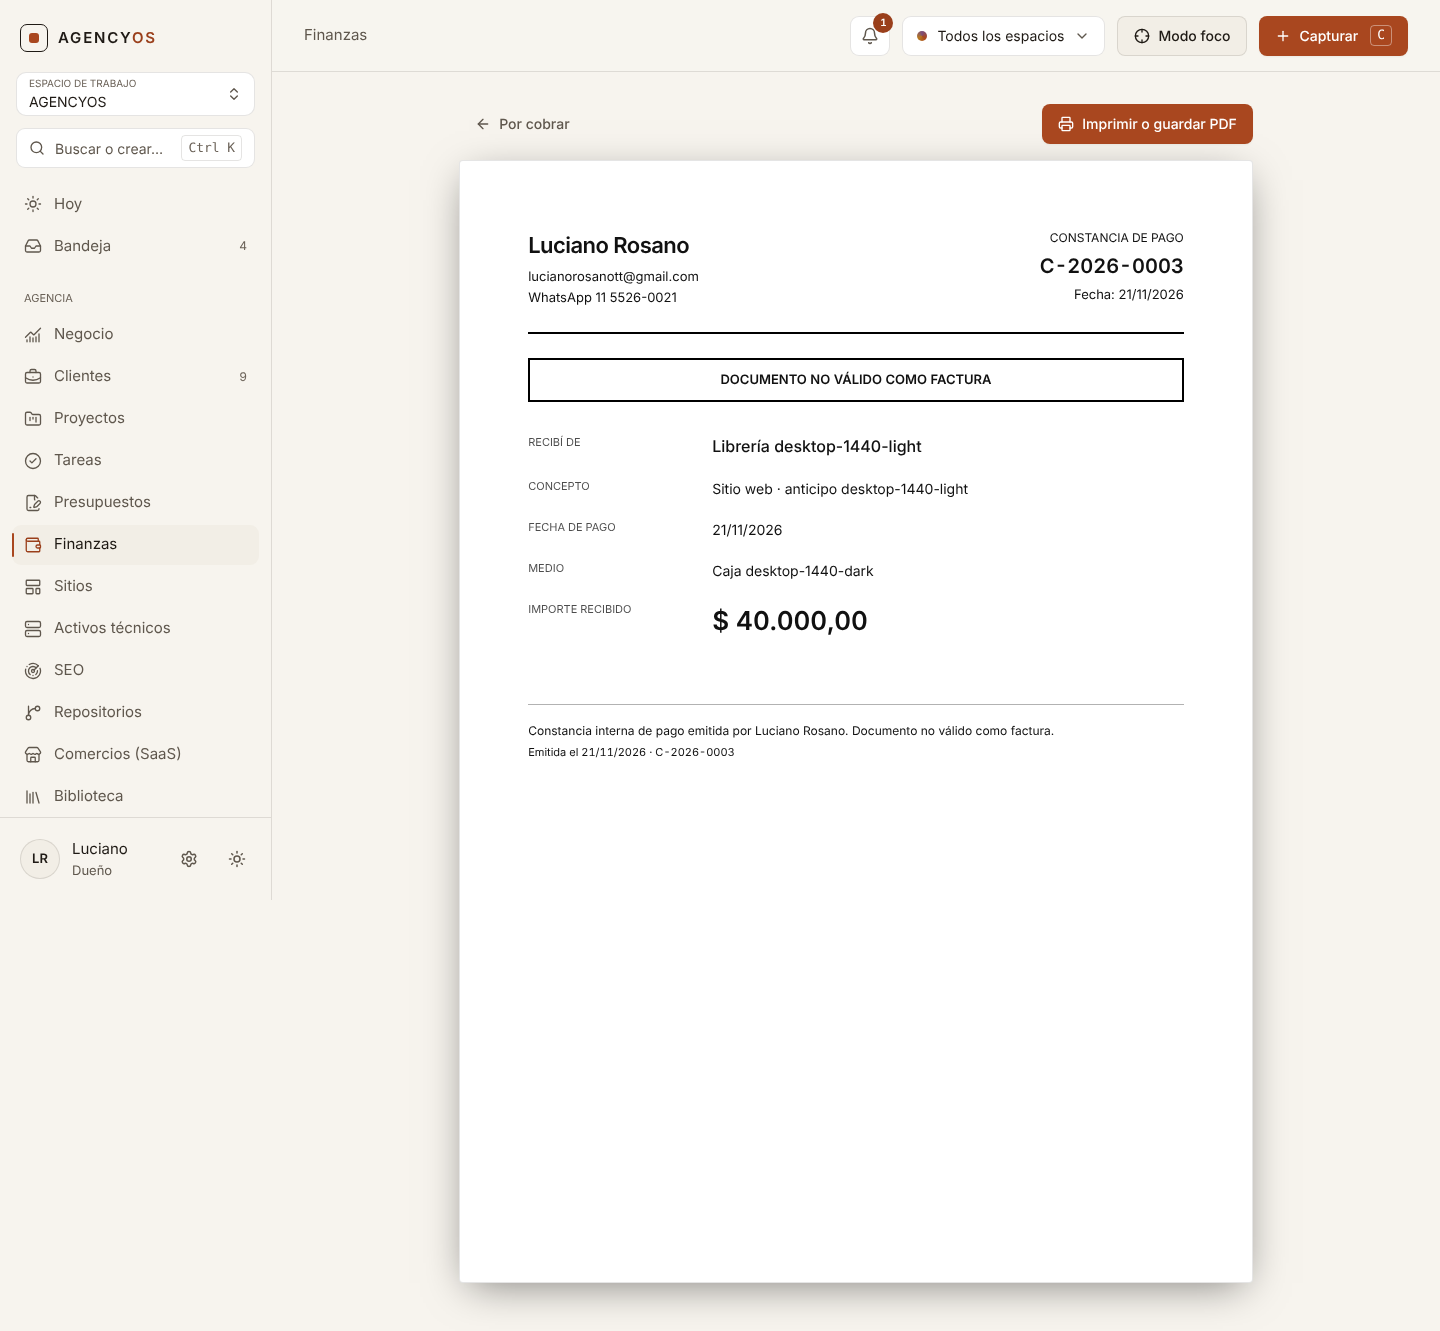 AGENCYOS
ESPACIO DE TRABAJO
AGENCYOS
Buscar o crear... Ctrl K
Hoy
Bandeja 4
AGENCIA
Negocio
Clientes 9
Proyectos
Tareas
Presupuestos
Finanzas
Sitios
Activos técnicos
SEO
Repositorios
Comercios (SaaS)
Biblioteca
LR
Luciano
Dueño
Finanzas
1
Todos los espacios
Modo foco
Capturar C
Por cobrar
Imprimir o guardar PDF
Luciano Rosano
lucianorosanott@gmail.com
WhatsApp 11 5526-0021
CONSTANCIA DE PAGO
C-2026-0003
Fecha: 21/11/2026
DOCUMENTO NO VÁLIDO COMO FACTURA
RECIBÍ DE Librería desktop-1440-light
CONCEPTO Sitio web · anticipo desktop-1440-light
FECHA DE PAGO 21/11/2026
MEDIO Caja desktop-1440-dark
IMPORTE RECIBIDO $ 40.000,00
Constancia interna de pago emitida por Luciano Rosano. Documento no válido como factura.
Emitida el 21/11/2026 · C-2026-0003